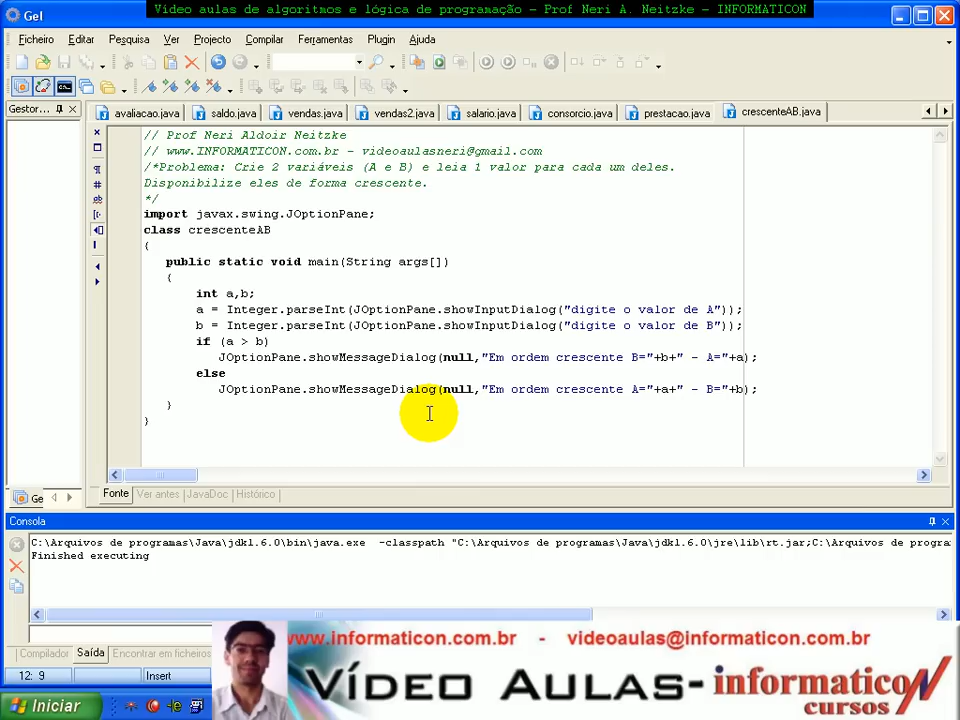 Vídeo aulas de algoritmos e lógica de programação – Prof Neri A. Neitzke – INFORMATICON
Gel
Ficheiro Editar Pesquisa Ver Projecto Compilar Ferramentas Plugin Ajuda
Gestor...
avaliacao.java saldo.java vendas.java vendas2.java salario.java consorcio.java prestacao.java crescenteAB.java
// Prof Neri Aldoir Neitzke
// www.INFORMATICON.com.br - videoaulasneri@gmail.com
/*Problema: Crie 2 variáveis (A e B) e leia 1 valor para cada um deles.
Disponibilize eles de forma crescente.
*/
import javax.swing.JOptionPane;
class crescenteAB
{
public static void main(String args[])
{
int a,b;
a = Integer.parseInt(JOptionPane.showInputDialog("digite o valor de A"));
b = Integer.parseInt(JOptionPane.showInputDialog("digite o valor de B"));
if (a > b)
JOptionPane.showMessageDialog(null,"Em ordem crescente B="+b+" - A="+a);
else
JOptionPane.showMessageDialog(null,"Em ordem crescente A="+a+" - B="+b);
}
}
Ge
Fonte Ver antes JavaDoc Histórico
Consola
C:\Arquivos de programas\Java\jdk1.6.0\bin\java.exe -classpath "C:\Arquivos de programas\Java\jdk1.6.0\jre\lib\rt.jar;C:\Arquivos de progra
Finished executing
Compilador Saída Encontrar em ficheiros
12: 9 Insert
www.informaticon.com.br - videoaulas@informaticon.com.br
Vídeo Aulas- informaticon
cursos
Iniciar